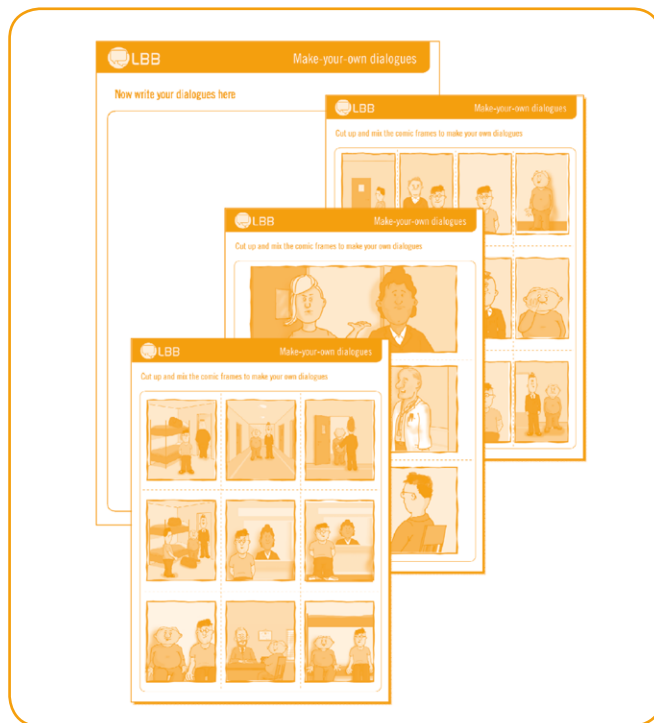 LBB
Make-your-own dialogues
Now write your dialogues here
LBB
Make-your-own dialogues
Cut up and mix the comic frames to make your own dialogues
LBB
Make-your-own dialogues
Cut up and mix the comic frames to make your own dialogues
LBB
Make-your-own dialogues
Cut up and mix the comic frames to make your own dialogues